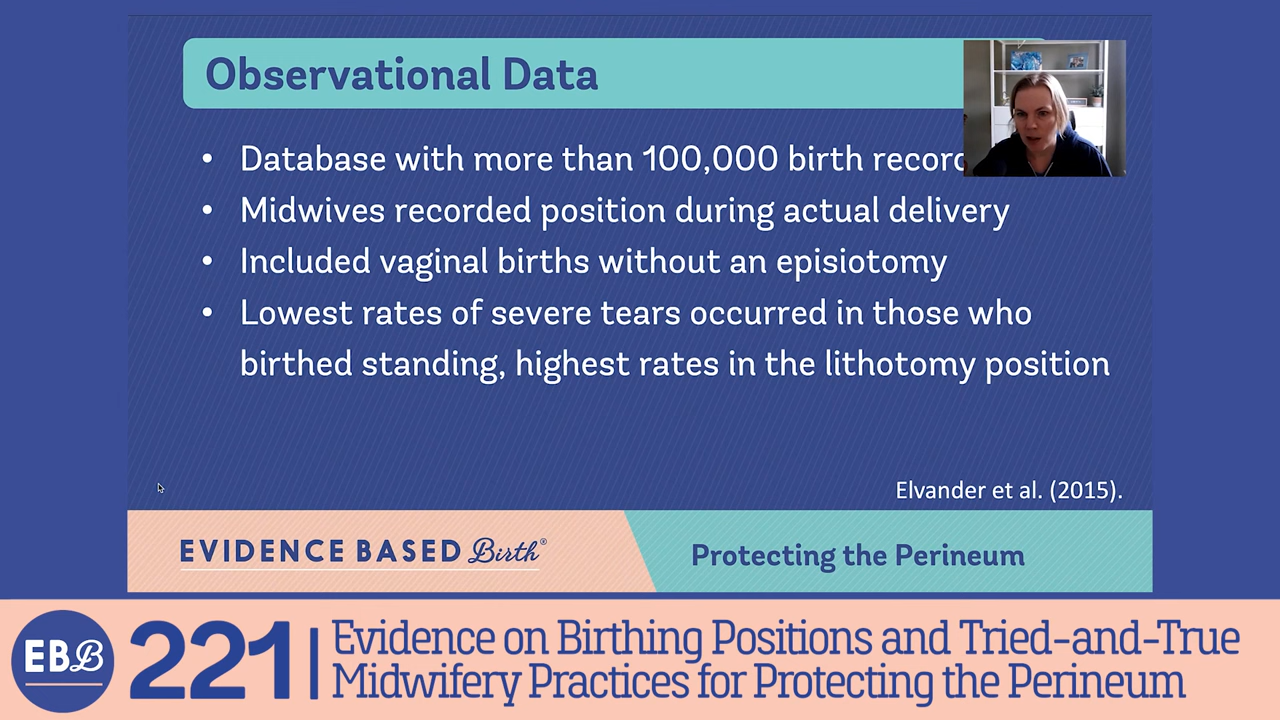 Observational Data
• Database with more than 100,000 birth recor
• Midwives recorded position during actual delivery
• Included vaginal births without an episiotomy
• Lowest rates of severe tears occurred in those who
birthed standing, highest rates in the lithotomy position
Elvander et al. (2015).
EVIDENCE BASED Birth®
Protecting the Perineum
EBB 221 | Evidence on Birthing Positions and Tried-and-True
Midwifery Practices for Protecting the Perineum